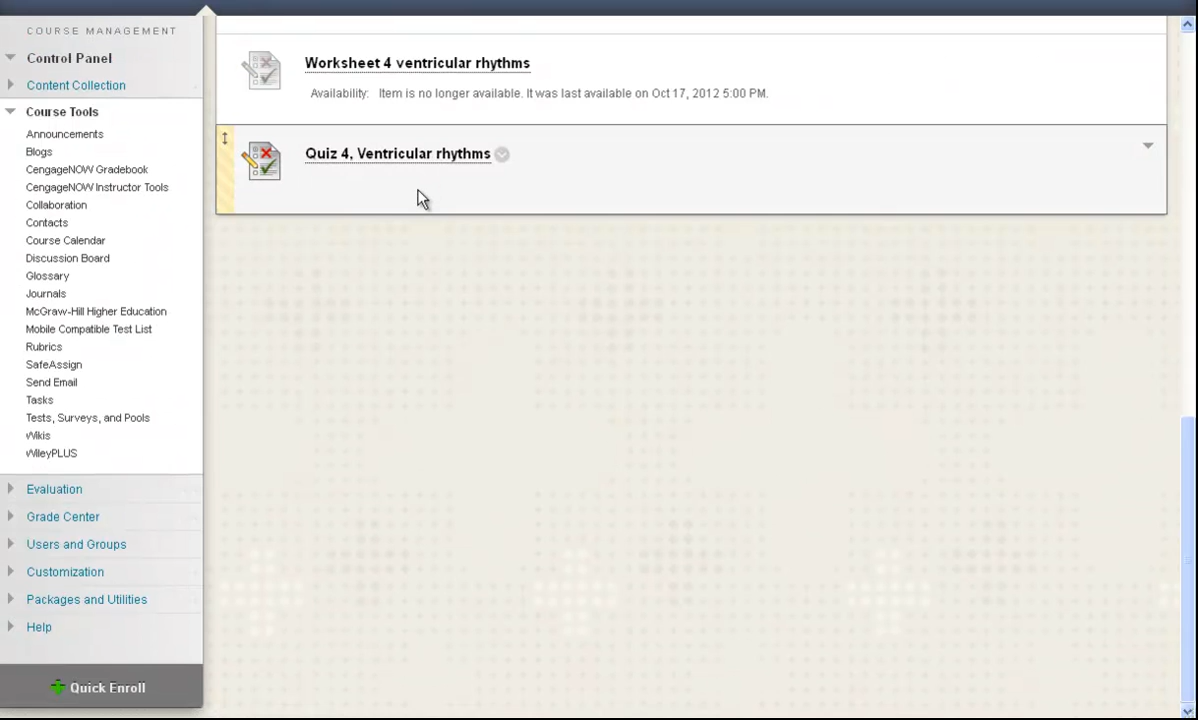 COURSE MANAGEMENT
Control Panel
Content Collection
Course Tools
Announcements
Blogs
CengageNOW Gradebook
CengageNOW Instructor Tools
Collaboration
Contacts
Course Calendar
Discussion Board
Glossary
Journals
McGraw-Hill Higher Education
Mobile Compatible Test List
Rubrics
SafeAssign
Send Email
Tasks
Tests, Surveys, and Pools
Wikis
WileyPLUS
Evaluation
Grade Center
Users and Groups
Customization
Packages and Utilities
Help
Quick Enroll
Worksheet 4 ventricular rhythms
Availability: Item is no longer available. It was last available on Oct 17, 2012 5:00 PM.
Quiz 4, Ventricular rhythms